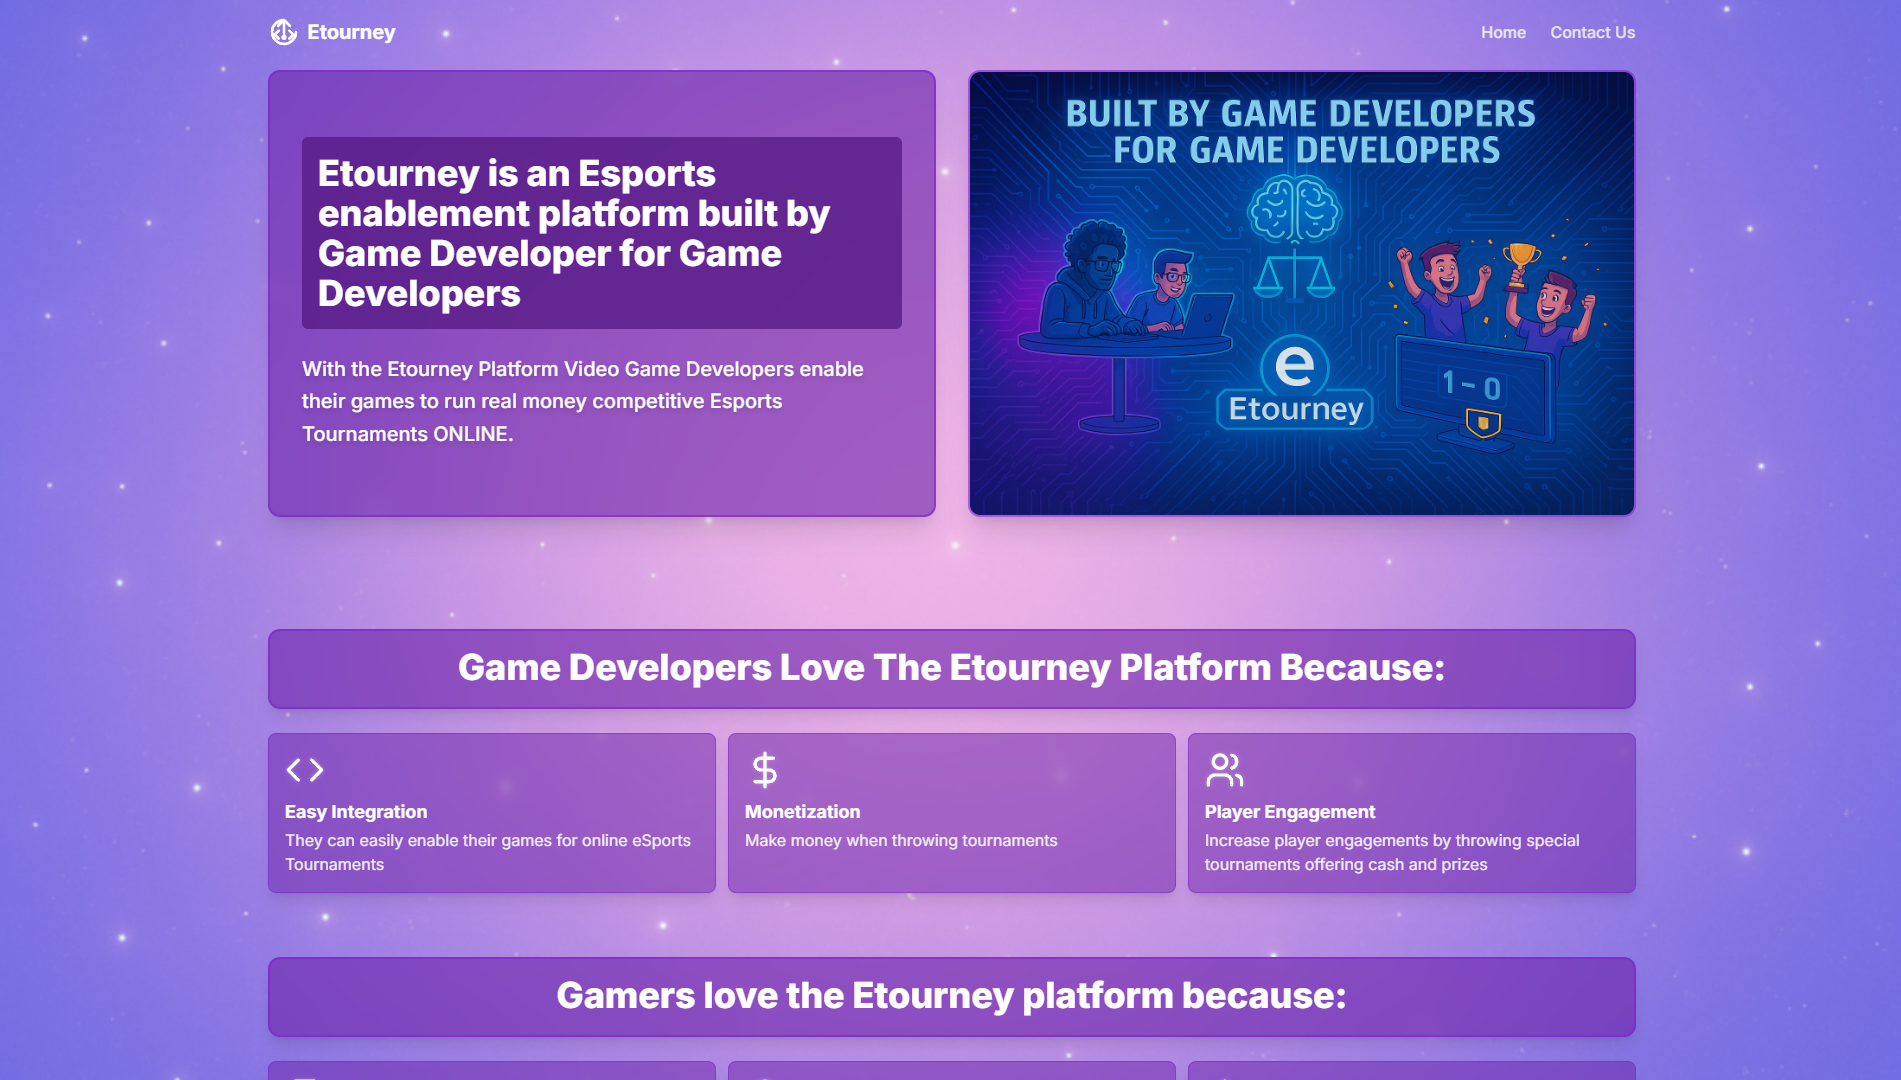 Etourney
Home
Contact Us
Etourney is an Esports
enablement platform built by
Game Developer for Game
Developers
With the Etourney Platform Video Game Developers enable
their games to run real money competitive Esports
Tournaments ONLINE.
BUILT BY GAME DEVELOPERS
FOR GAME DEVELOPERS
1 - 0
e
Etourney
Game Developers Love The Etourney Platform Because:
Easy Integration
They can easily enable their games for online eSports
Tournaments
Monetization
Make money when throwing tournaments
Player Engagement
Increase player engagements by throwing special
tournaments offering cash and prizes
Gamers love the Etourney platform because: